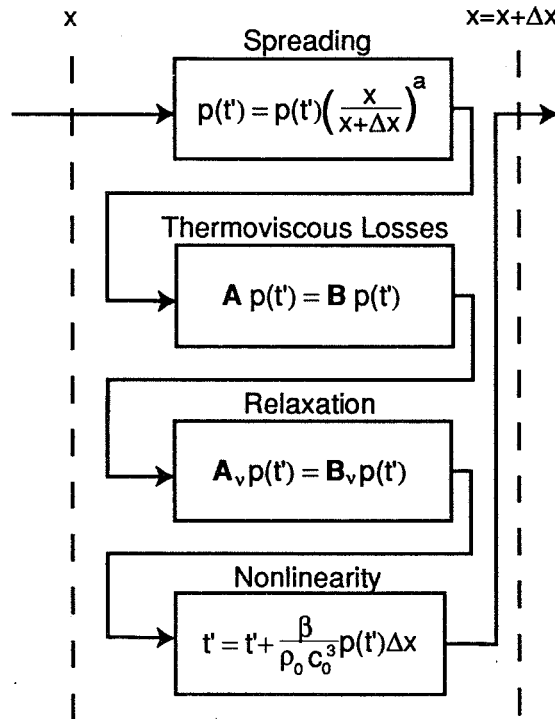 x
x=x+Δx
Spreading
p(t') = p(t')(x/(x+Δx))^a
Thermoviscous Losses
A p(t') = B p(t')
Relaxation
A_ν p(t') = B_ν p(t')
Nonlinearity
t' = t' + β/(ρ_0 c_0^3) p(t')Δx